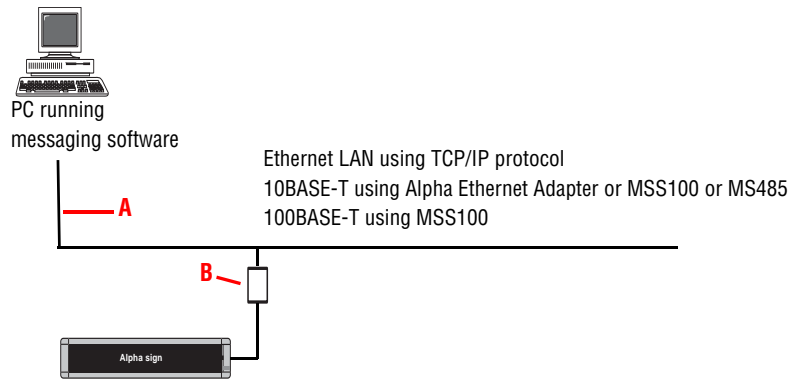 PC running
messaging software
Ethernet LAN using TCP/IP protocol
10BASE-T using Alpha Ethernet Adapter or MSS100 or MS485
100BASE-T using MSS100
A
B
Alpha sign